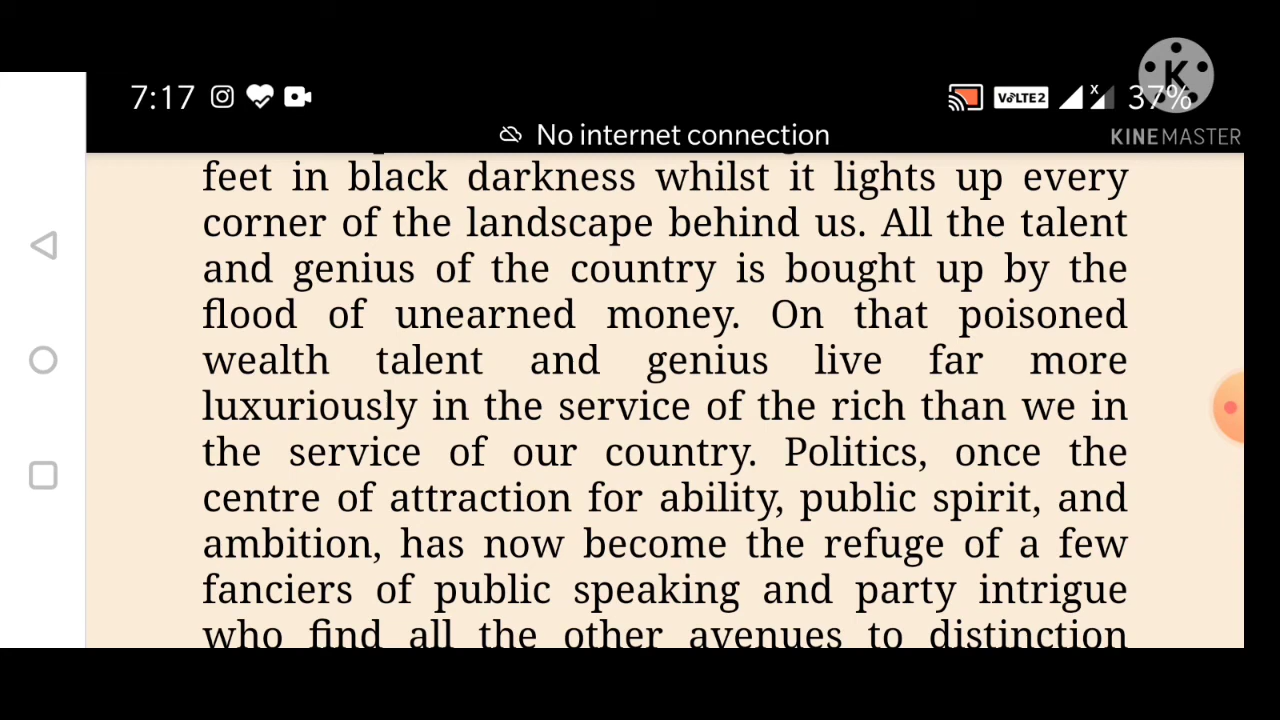 7:17
VoLTE2
37%
K
No internet connection
KINEMASTER
feet in black darkness whilst it lights up every
corner of the landscape behind us. All the talent
and genius of the country is bought up by the
flood of unearned money. On that poisoned
wealth talent and genius live far more
luxuriously in the service of the rich than we in
the service of our country. Politics, once the
centre of attraction for ability, public spirit, and
ambition, has now become the refuge of a few
fanciers of public speaking and party intrigue
who find all the other avenues to distinction